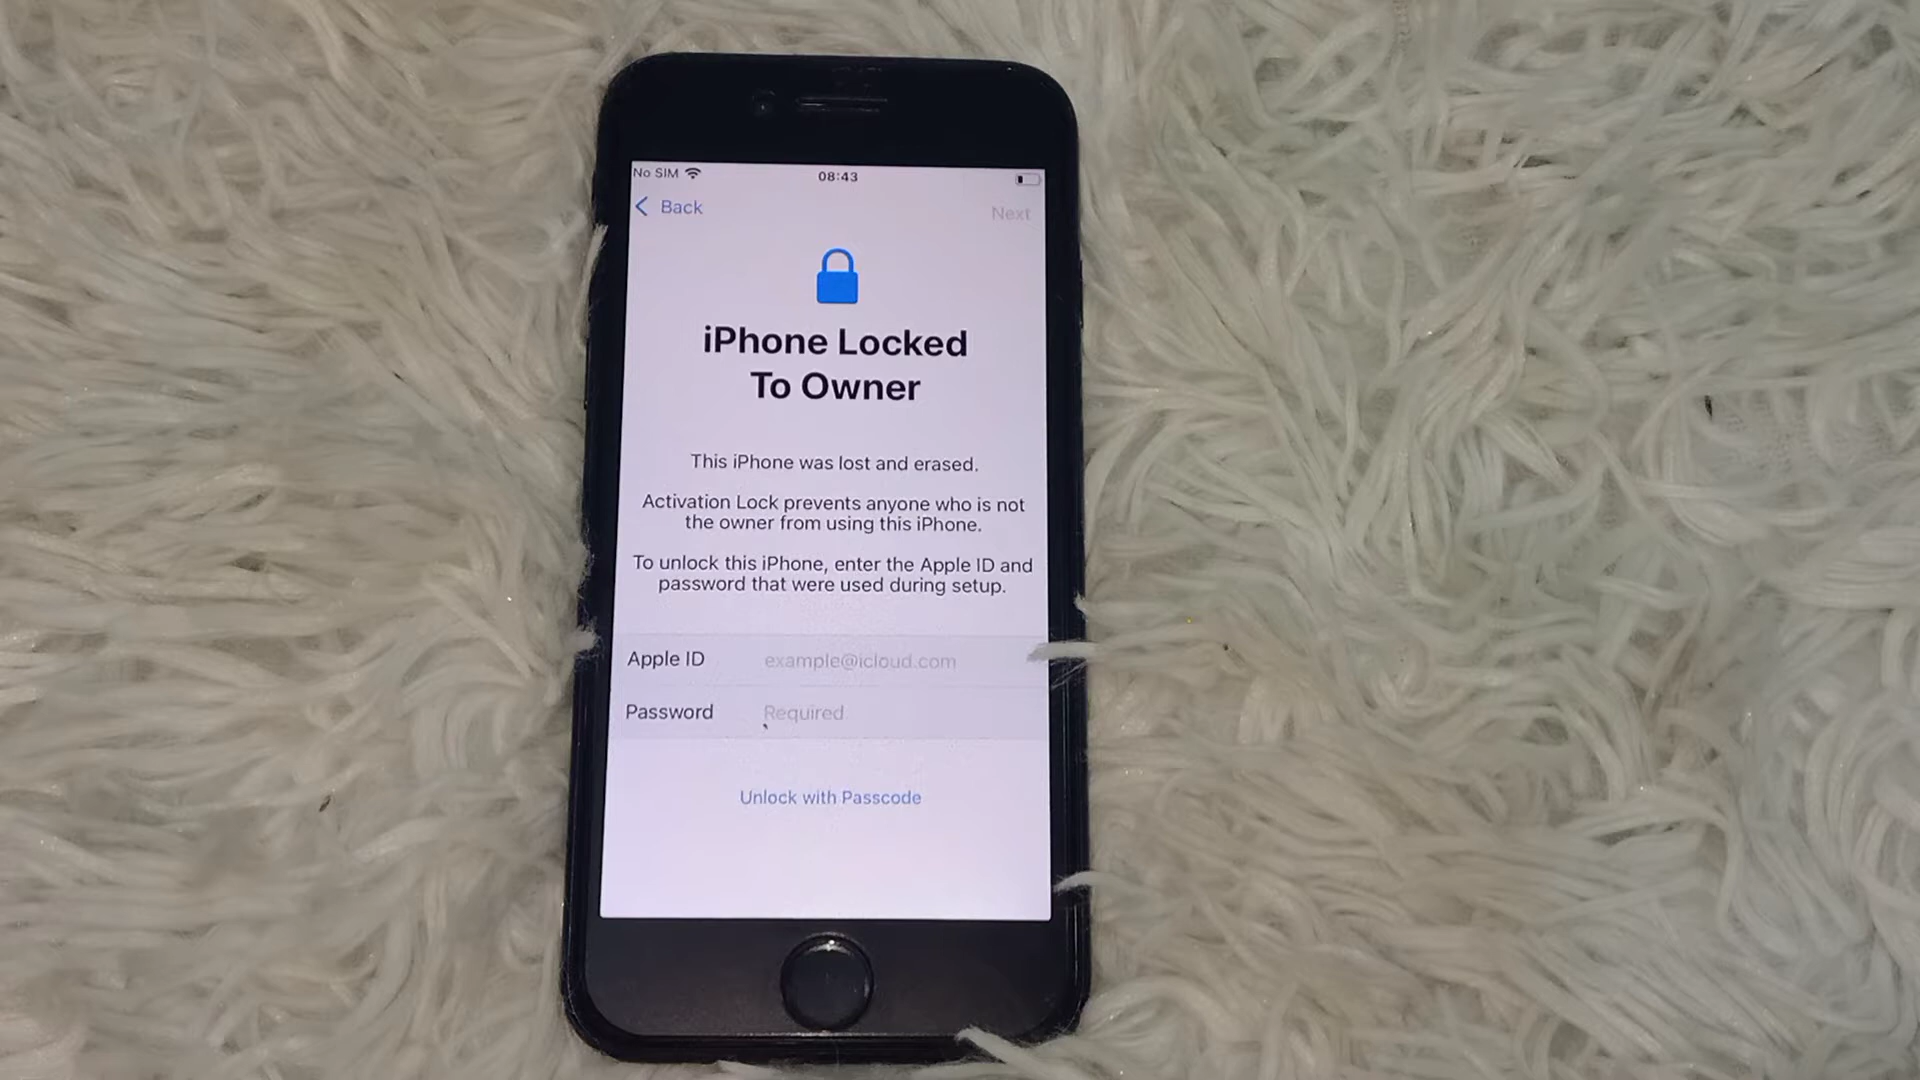 No SIM 08:43
Back Next
iPhone Locked
To Owner
This iPhone was lost and erased.
Activation Lock prevents anyone who is not
the owner from using this iPhone.
To unlock this iPhone, enter the Apple ID and
password that were used during setup.
Apple ID example@icloud.com
Password Required
Unlock with Passcode